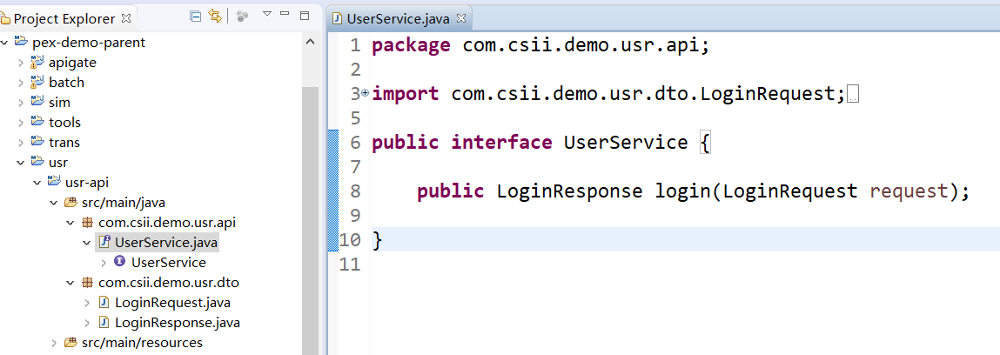 Project Explorer
pex-demo-parent
apigate
batch
sim
tools
trans
usr
usr-api
src/main/java
com.csii.demo.usr.api
UserService.java
UserService
com.csii.demo.usr.dto
LoginRequest.java
LoginResponse.java
src/main/resources
UserService.java
1 package com.csii.demo.usr.api;
2
3 import com.csii.demo.usr.dto.LoginRequest;
5
6 public interface UserService {
7
8 public LoginResponse login(LoginRequest request);
9
10 }
11